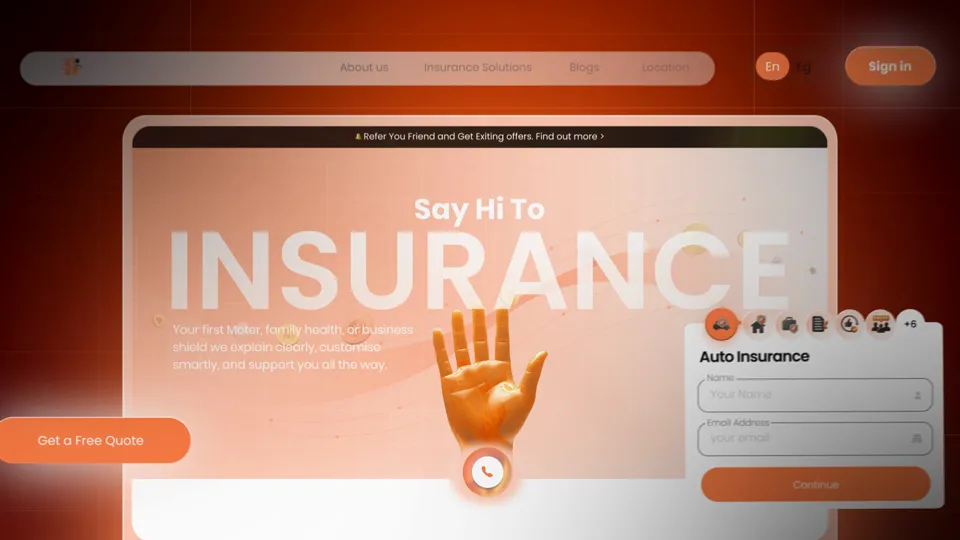 About us
Insurance Solutions
Blogs
Location
En
Eg
Sign in
Refer You Friend and Get Exiting offers. Find out more >
Say Hi To
INSURANCE
Your first Moter, family health, or business
shield we explain clearly, customise
smartly, and support you all the way.
+6
Auto Insurance
Name
Your Name
Email Address
your email
Continue
Get a Free Quote